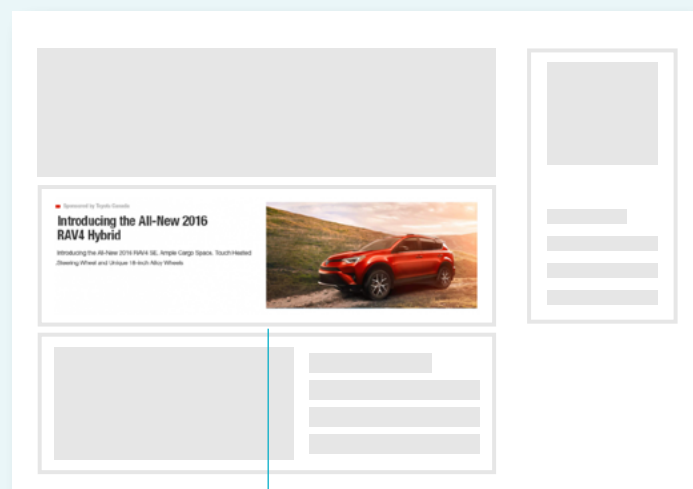 Sponsored by Toyota Canada
Introducing the All-New 2016
RAV4 Hybrid
Introducing the All-New 2016 RAV4 SE, Ample Cargo Space, Touch Heated
Steering Wheel and Unique 18-inch Alloy Wheels